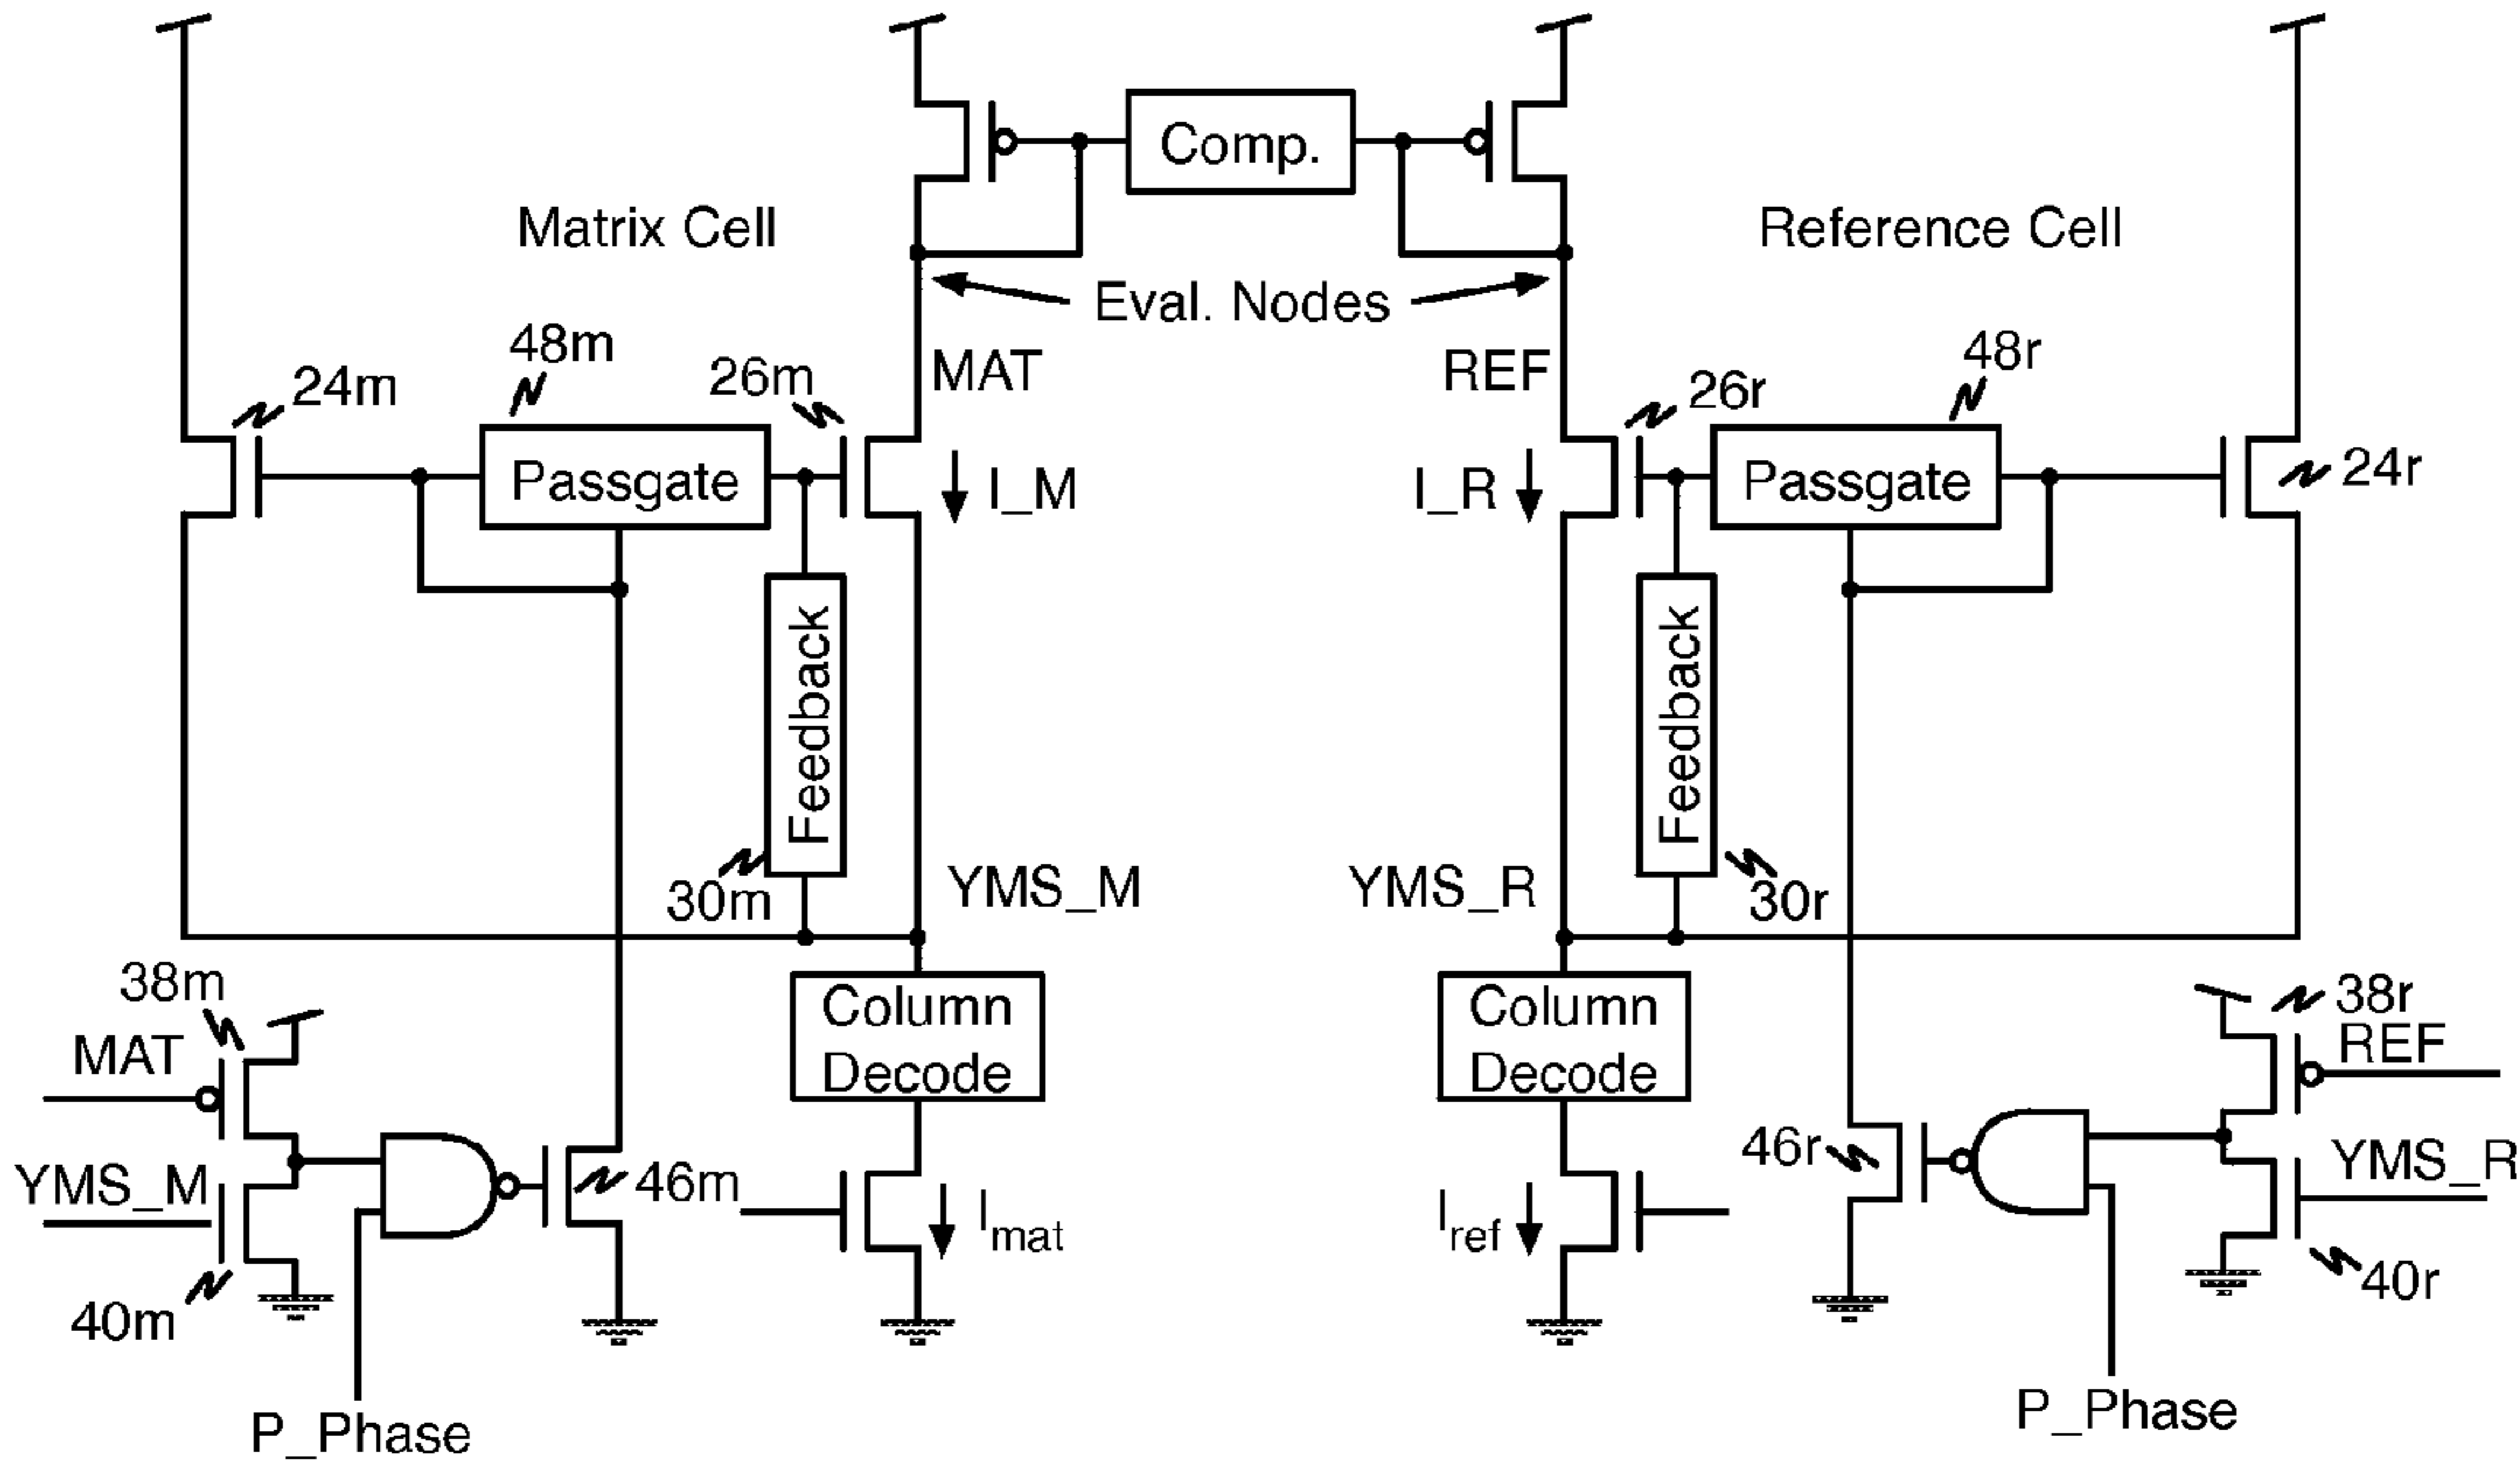 Comp.
Matrix Cell
Reference Cell
Eval. Nodes
48m
48r
24m
26m
MAT
REF
26r
24r
Passgate
I_M
I_R
Passgate
Feedback
Feedback
30m
YMS_M
YMS_R
30r
38m
Column
Decode
Column
Decode
38r
MAT
REF
YMS_M
46m
46r
YMS_R
Imat
Iref
40m
40r
P_Phase
P_Phase